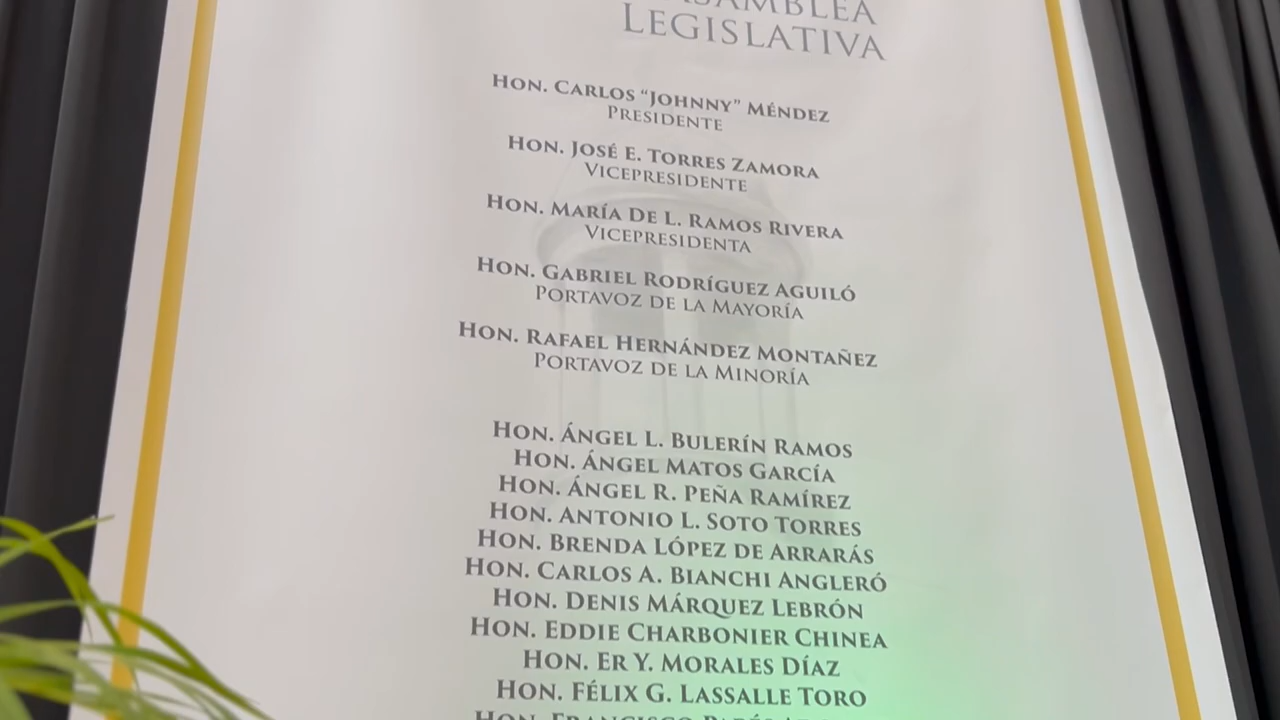 ASAMBLEA
LEGISLATIVA
HON. CARLOS “JOHNNY” MÉNDEZ
PRESIDENTE
HON. JOSÉ E. TORRES ZAMORA
VICEPRESIDENTE
HON. MARÍA DE L. RAMOS RIVERA
VICEPRESIDENTA
HON. GABRIEL RODRÍGUEZ AGUILÓ
PORTAVOZ DE LA MAYORÍA
HON. RAFAEL HERNÁNDEZ MONTAÑEZ
PORTAVOZ DE LA MINORÍA
HON. ÁNGEL L. BULERÍN RAMOS
HON. ÁNGEL MATOS GARCÍA
HON. ÁNGEL R. PEÑA RAMÍREZ
HON. ANTONIO L. SOTO TORRES
HON. BRENDA LÓPEZ DE ARRARÁS
HON. CARLOS A. BIANCHI ANGLERÓ
HON. DENIS MÁRQUEZ LEBRÓN
HON. EDDIE CHARBONIER CHINEA
HON. ER Y. MORALES DÍAZ
HON. FÉLIX G. LASSALLE TORO
HON. FRANCISCO